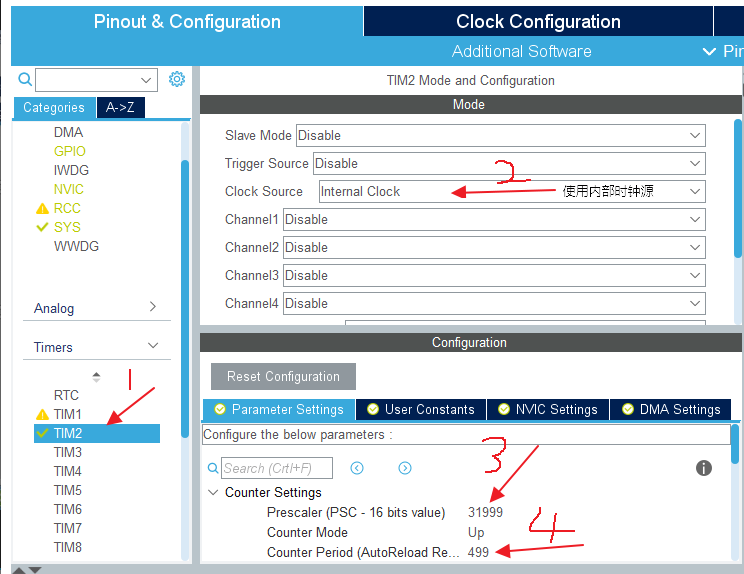 Pinout & Configuration
Clock Configuration
Additional Software
Pin
Categories
A->Z
DMA
GPIO
IWDG
NVIC
RCC
SYS
WWDG
Analog
Timers
RTC
TIM1
TIM2
TIM3
TIM4
TIM5
TIM6
TIM7
TIM8
1
TIM2 Mode and Configuration
Mode
Slave Mode Disable
Trigger Source Disable
2
Clock Source Internal Clock 使用内部时钟源
Channel1 Disable
Channel2 Disable
Channel3 Disable
Channel4 Disable
Configuration
Reset Configuration
Parameter Settings
User Constants
NVIC Settings
DMA Settings
Configure the below parameters :
3
Search (CrtI+F)
Counter Settings
Prescaler (PSC - 16 bits value) 31999
Counter Mode Up
4
Counter Period (AutoReload Re... 499